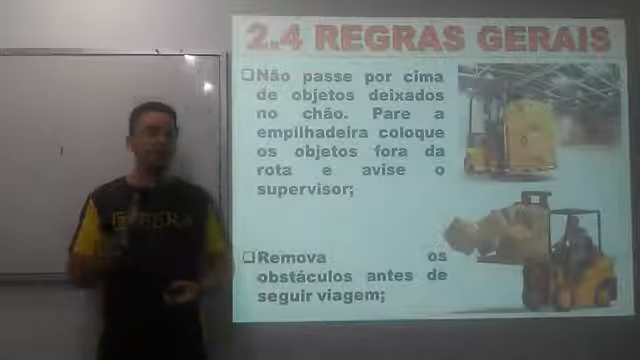 2.4 REGRAS GERAIS
❑Não passe por cima
de objetos deixados
no chão. Pare a
empilhadeira coloque
os objetos fora da
rota e avise o
supervisor;
❑Remova os
obstáculos antes de
seguir viagem;